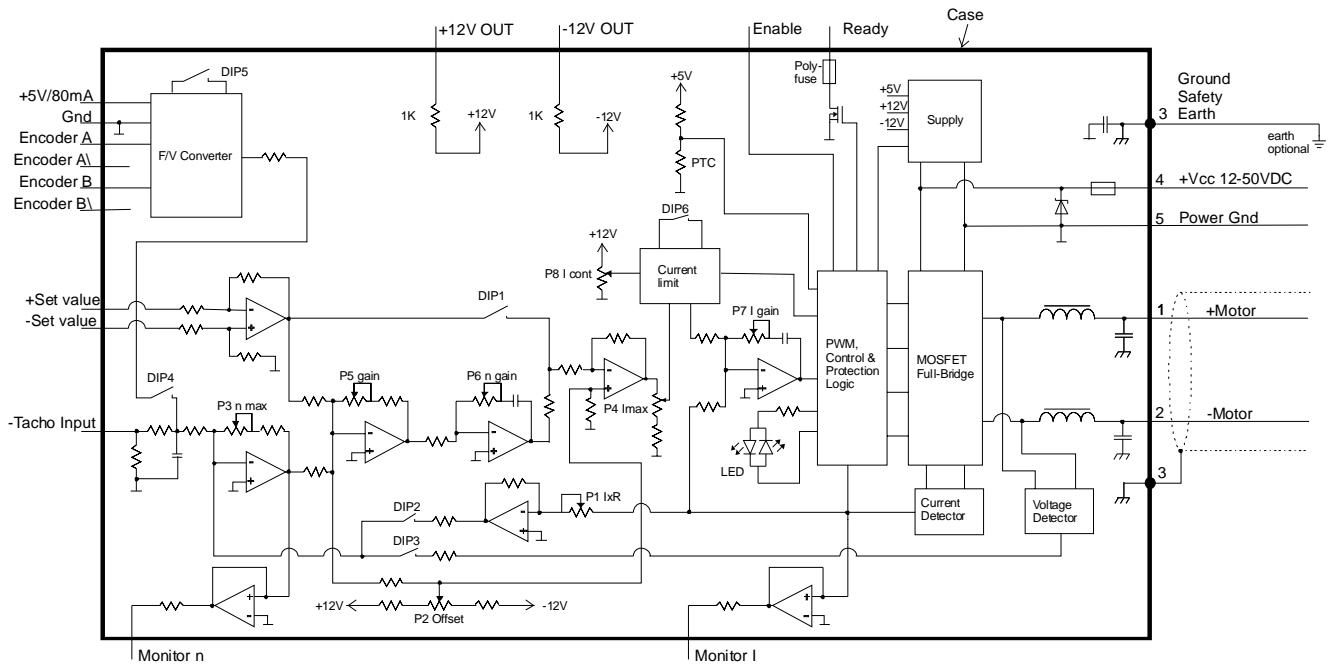 Case
+12V OUT
-12V OUT
Enable
Ready
DIP5
Poly-
fuse
+5V
Ground
Safety
Earth
3
earth
optional
+5V/80mA
Gnd
Encoder A
Encoder A\
Encoder B
Encoder B\
F/V Converter
1K
+12V
1K
-12V
PTC
+5V
+12V
-12V
Supply
4
+Vcc 12-50VDC
5
Power Gnd
DIP6
+12V
P8 I cont
Current
limit
+Set value
-Set value
DIP1
P7 I gain
PWM,
Control &
Protection
Logic
MOSFET
Full-Bridge
1
+Motor
DIP4
P3 n max
P5 gain
P6 n gain
P4 Imax
-Tacho Input
2
-Motor
LED
3
DIP2
P1 IxR
Current
Detector
Voltage
Detector
DIP3
+12V
P2 Offset
-12V
Monitor n
Monitor I